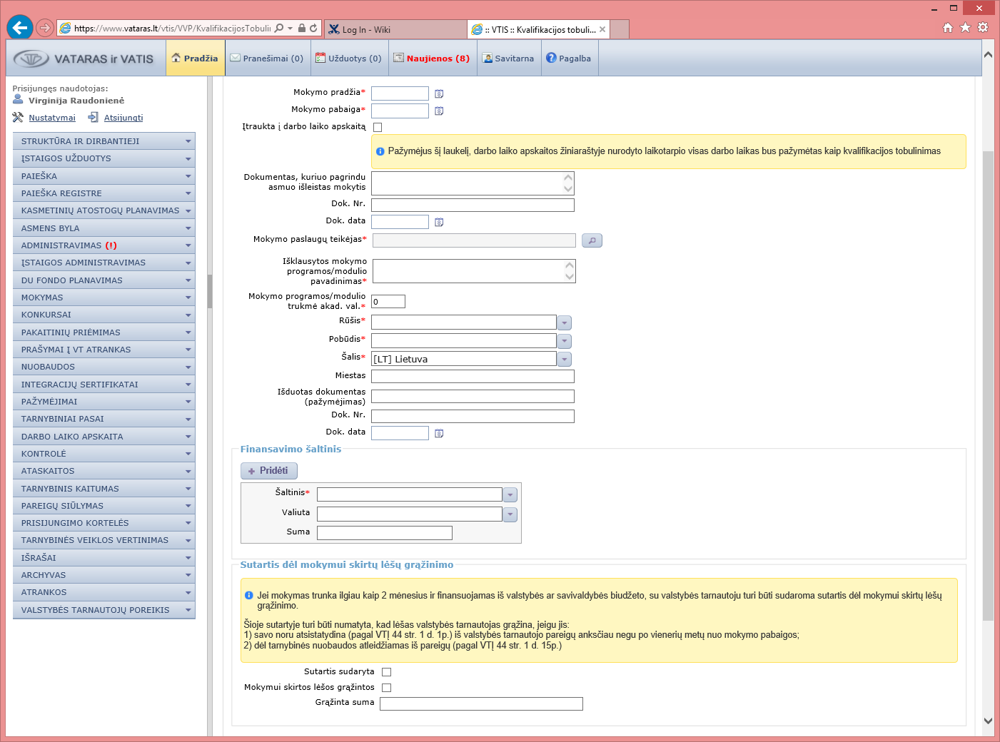 https://www.vataras.lt/vtis/VVP/KvalifikacijosTobuli
Log In - Wiki
:: VTIS :: Kvalifikacijos tobuli...
VATARAS ir VATIS
Pradžia
Pranešimai (0)
Užduotys (0)
Naujienos (8)
Savitarna
Pagalba
Prisijungęs naudotojas:
Virginija Raudonienė
Nustatymai
Atsijungti
STRUKTŪRA IR DIRBANTIEJI
ĮSTAIGOS UŽDUOTYS
PAIEŠKA
PAIEŠKA REGISTRE
KASMETINIŲ ATOSTOGŲ PLANAVIMAS
ASMENS BYLA
ADMINISTRAVIMAS (!)
ĮSTAIGOS ADMINISTRAVIMAS
DU FONDO PLANAVIMAS
MOKYMAS
KONKURSAI
PAKAITINIŲ PRIĖMIMAS
PRAŠYMAI Į VT ATRANKAS
NUOBAUDOS
INTEGRACIJŲ SERTIFIKATAI
PAŽYMĖJIMAI
TARNYBINIAI PASAI
DARBO LAIKO APSKAITA
KONTROLĖ
ATASKAITOS
TARNYBINIS KAITUMAS
PAREIGŲ SIŪLYMAS
PRISIJUNGIMO KORTELĖS
TARNYBINĖS VEIKLOS VERTINIMAS
IŠRAŠAI
ARCHYVAS
ATRANKOS
VALSTYBĖS TARNAUTOJŲ POREIKIS
Mokymo pradžia*
Mokymo pabaiga*
Įtraukta į darbo laiko apskaitą
Pažymėjus šį laukelį, darbo laiko apskaitos žiniaraštyje nurodyto laikotarpio visas darbo laikas bus pažymėtas kaip kvalifikacijos tobulinimas
Dokumentas, kuriuo pagrindu
asmuo išleistas mokytis
Dok. Nr.
Dok. data
Mokymo paslaugų teikėjas*
Išklausytos mokymo
programos/modulio
pavadinimas*
Mokymo programos/modulio
trukmė akad. val.*
0
Rūšis*
Pobūdis*
Šalis*
[LT] Lietuva
Miestas
Išduotas dokumentas
(pažymėjimas)
Dok. Nr.
Dok. data
Finansavimo šaltinis
Pridėti
Šaltinis*
Valiuta
Suma
Sutartis dėl mokymui skirtų lėšų grąžinimo
Jei mokymas trunka ilgiau kaip 2 mėnesius ir finansuojamas iš valstybės ar savivaldybės biudžeto, su valstybės tarnautoju turi būti sudaroma sutartis dėl mokymui skirtų lėšų
grąžinimo.
Šioje sutartyje turi būti numatyta, kad lėšas valstybės tarnautojas grąžina, jeigu jis:
1) savo noru atsistatydina (pagal VTĮ 44 str. 1 d. 1p.) iš valstybės tarnautojo pareigų anksčiau negu po vienerių metų nuo mokymo pabaigos;
2) dėl tarnybinės nuobaudos atleidžiamas iš pareigų (pagal VTĮ 44 str. 1 d. 15p.)
Sutartis sudaryta
Mokymui skirtos lėšos grąžintos
Grąžinta suma